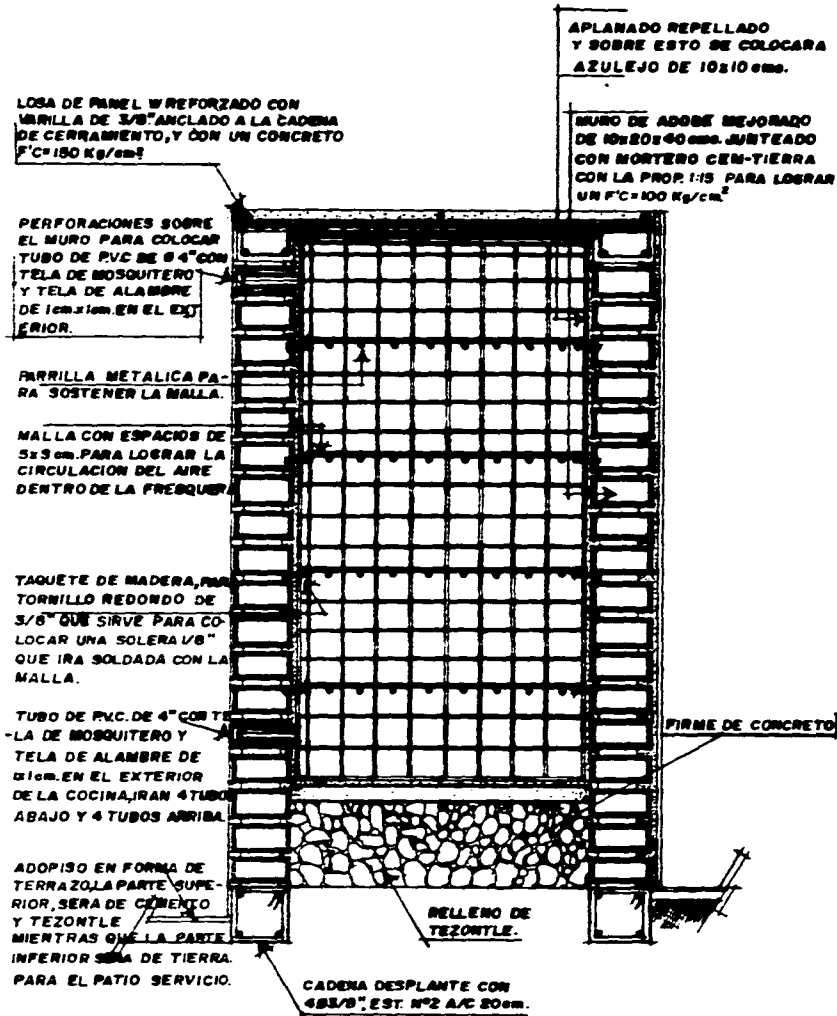 APLANADO REPELLADO
Y SOBRE ESTO SE COLOCARA
AZULEJO DE 10x10 cms.
LOSA DE PANEL W REFORZADO CON
VARILLA DE 3/8" ANCLADO A LA CADENA
DE CERRAMIENTO, Y CON UN CONCRETO
F'C=150 Kg/cm²
MURO DE ADOBE MEJORADO
DE 10x20x40 cms. JUNTEADO
CON MORTERO CEM-TIERRA
CON LA PROP. 1:15 PARA LOGRAR
UN F'C=100 Kg/cm²
PERFORACIONES SOBRE
EL MURO PARA COLOCAR
TUBO DE P.V.C DE Ø 4" CON
TELA DE MOSQUITERO
Y TELA DE ALAMBRE
DE 1cm.x1cm. EN EL EXT
ERIOR.
PARRILLA METALICA PA-
RA SOSTENER LA MALLA.
MALLA CON ESPACIOS DE
5x5 cm. PARA LOGRAR LA
CIRCULACION DEL AIRE
DENTRO DE LA FRESQUERA
TAQUETE DE MADERA, PARA
TORNILLO REDONDO DE
3/8" QUE SIRVE PARA CO-
LOCAR UNA SOLERA 1/8"
QUE IRA SOLDADA CON LA
MALLA.
TUBO DE P.V.C. DE 4" CON TE
-LA DE MOSQUITERO Y
TELA DE ALAMBRE DE
1x1cm. EN EL EXTERIOR
DE LA COCINA, IRAN 4 TUBOS
ABAJO Y 4 TUBOS ARRIBA
FIRME DE CONCRETO
ADOPISO EN FORMA DE
TERRAZO, LA PARTE SUPE-
RIOR, SERA DE CEMENTO
Y TEZONTLE
MIENTRAS QUE LA PARTE
INFERIOR SERA DE TIERRA.
PARA EL PATIO SERVICIO.
RELLENO DE
TEZONTLE.
CADENA DESPLANTE CON
4Ø3/8", EST. Nº2 A/C 20cm.